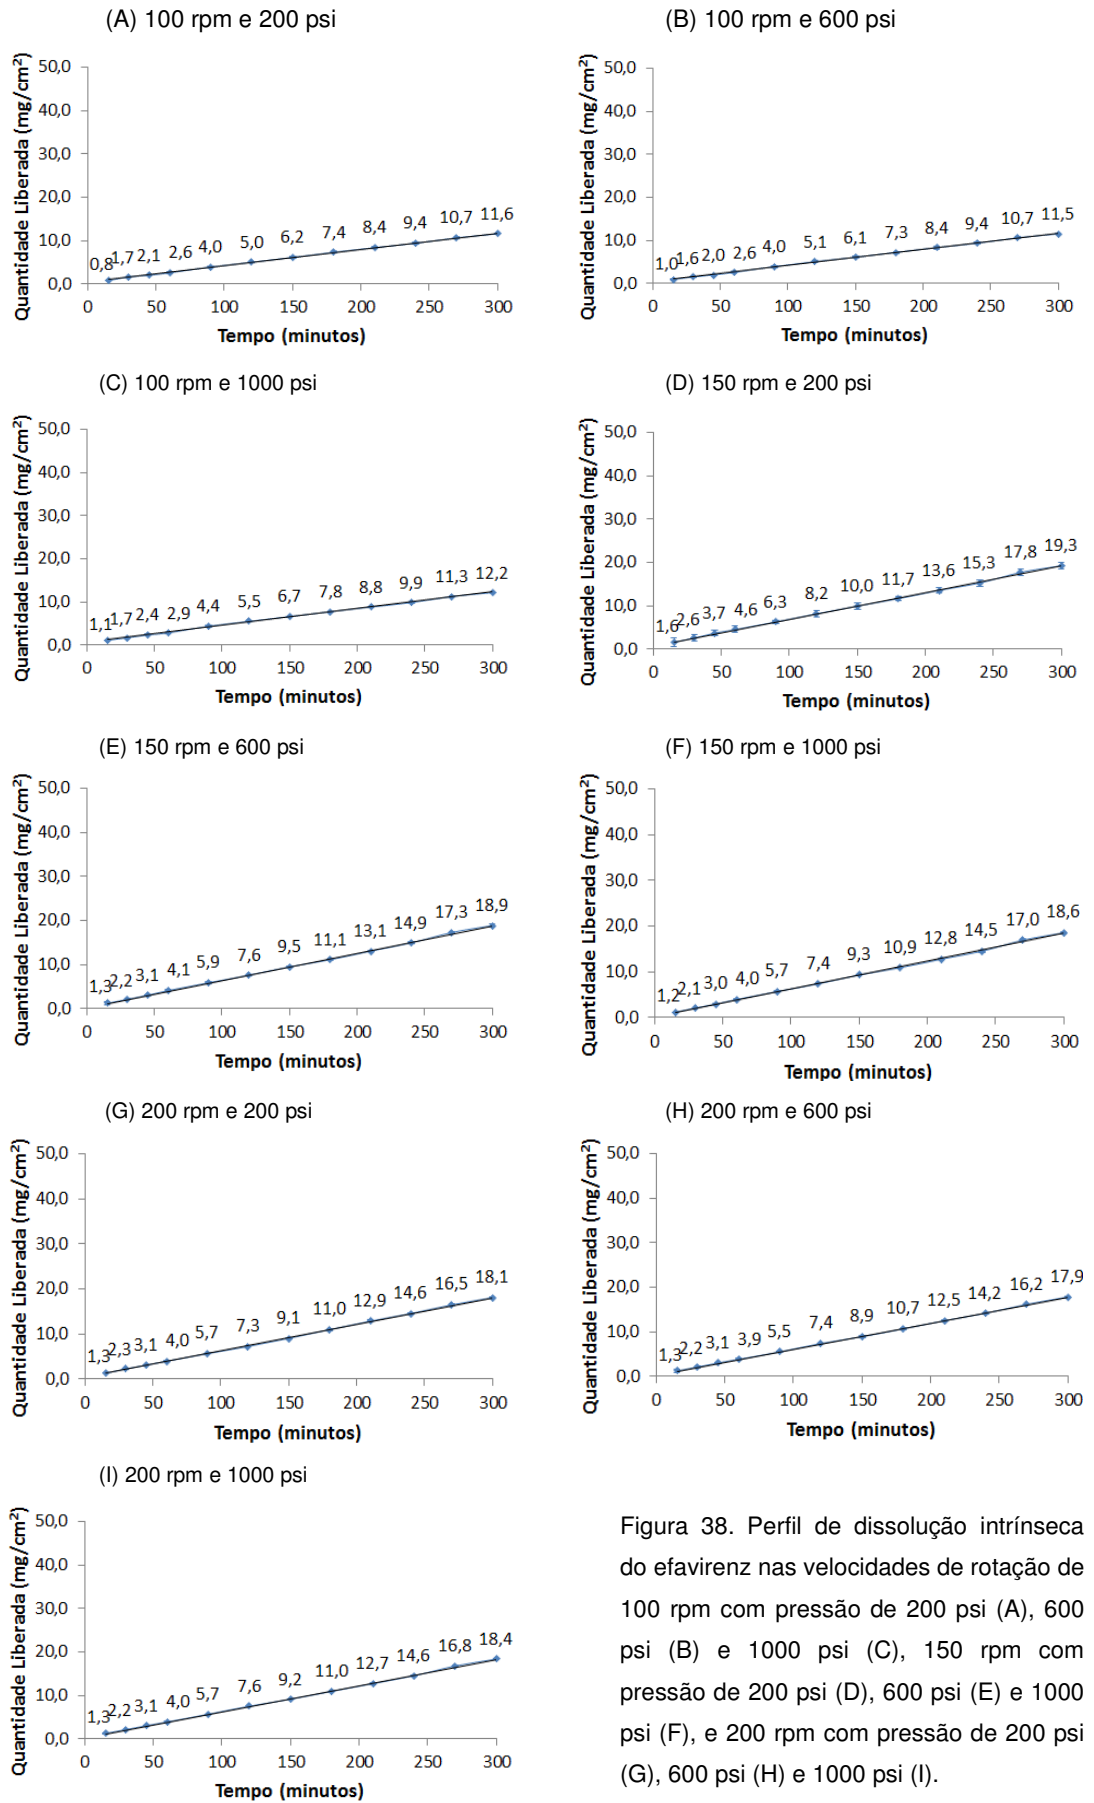 (A) 100 rpm e 200 psi
Quantidade Liberada (mg/cm²)
50,0
40,0
30,0
20,0
10,0
0,0
0,8 1,7 2,1 2,6 4,0 5,0 6,2 7,4 8,4 9,4 10,7 11,6
0 50 100 150 200 250 300
Tempo (minutos)
(B) 100 rpm e 600 psi
Quantidade Liberada (mg/cm²)
50,0
40,0
30,0
20,0
10,0
0,0
1,0 1,6 2,0 2,6 4,0 5,1 6,1 7,3 8,4 9,4 10,7 11,5
0 50 100 150 200 250 300
Tempo (minutos)
(C) 100 rpm e 1000 psi
Quantidade Liberada (mg/cm²)
50,0
40,0
30,0
20,0
10,0
0,0
1,1 1,7 2,4 2,9 4,4 5,5 6,7 7,8 8,8 9,9 11,3 12,2
0 50 100 150 200 250 300
Tempo (minutos)
(D) 150 rpm e 200 psi
Quantidade Liberada (mg/cm²)
50,0
40,0
30,0
20,0
10,0
0,0
1,6 2,6 3,7 4,6 6,3 8,2 10,0 11,7 13,6 15,3 17,8 19,3
0 50 100 150 200 250 300
Tempo (minutos)
(E) 150 rpm e 600 psi
Quantidade Liberada (mg/cm²)
50,0
40,0
30,0
20,0
10,0
0,0
1,3 2,2 3,1 4,1 5,9 7,6 9,5 11,1 13,1 14,9 17,3 18,9
0 50 100 150 200 250 300
Tempo (minutos)
(F) 150 rpm e 1000 psi
Quantidade Liberada (mg/cm²)
50,0
40,0
30,0
20,0
10,0
0,0
1,2 2,1 3,0 4,0 5,7 7,4 9,3 10,9 12,8 14,5 17,0 18,6
0 50 100 150 200 250 300
Tempo (minutos)
(G) 200 rpm e 200 psi
Quantidade Liberada (mg/cm²)
50,0
40,0
30,0
20,0
10,0
0,0
1,3 2,3 3,1 4,0 5,7 7,3 9,1 11,0 12,9 14,6 16,5 18,1
0 50 100 150 200 250 300
Tempo (minutos)
(H) 200 rpm e 600 psi
Quantidade Liberada (mg/cm²)
50,0
40,0
30,0
20,0
10,0
0,0
1,3 2,2 3,1 3,9 5,5 7,4 8,9 10,7 12,5 14,2 16,2 17,9
0 50 100 150 200 250 300
Tempo (minutos)
(I) 200 rpm e 1000 psi
Quantidade Liberada (mg/cm²)
50,0
40,0
30,0
20,0
10,0
0,0
1,3 2,2 3,1 4,0 5,7 7,6 9,2 11,0 12,7 14,6 16,8 18,4
0 50 100 150 200 250 300
Tempo (minutos)
Figura 38. Perfil de dissolução intrínseca
do efavirenz nas velocidades de rotação de
100 rpm com pressão de 200 psi (A), 600
psi (B) e 1000 psi (C), 150 rpm com
pressão de 200 psi (D), 600 psi (E) e 1000
psi (F), e 200 rpm com pressão de 200 psi
(G), 600 psi (H) e 1000 psi (I).